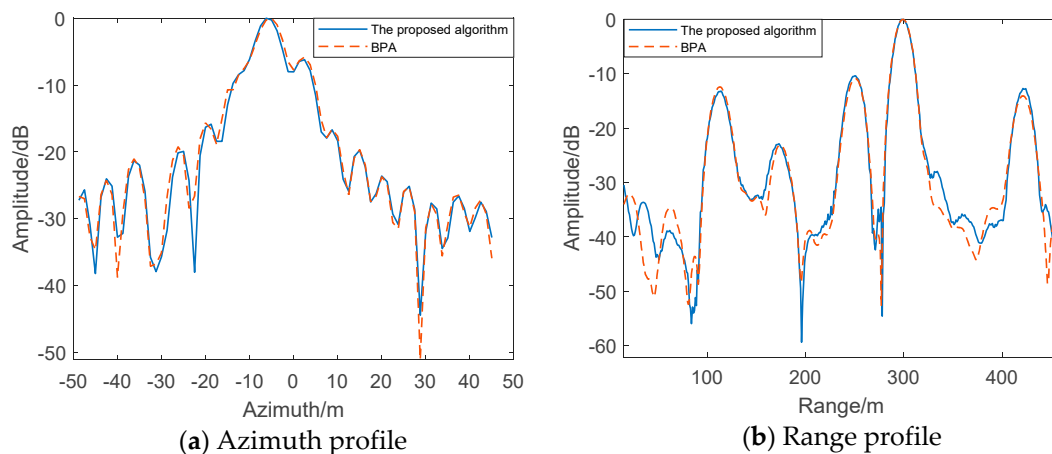 The proposed algorithm
BPA
0
-10
-20
-30
-40
-50
-50 -40 -30 -20 -10 0 10 20 30 40 50
Amplitude/dB
Azimuth/m
(a) Azimuth profile
The proposed algorithm
BPA
0
-10
-20
-30
-40
-50
-60
100 200 300 400
Amplitude/dB
Range/m
(b) Range profile